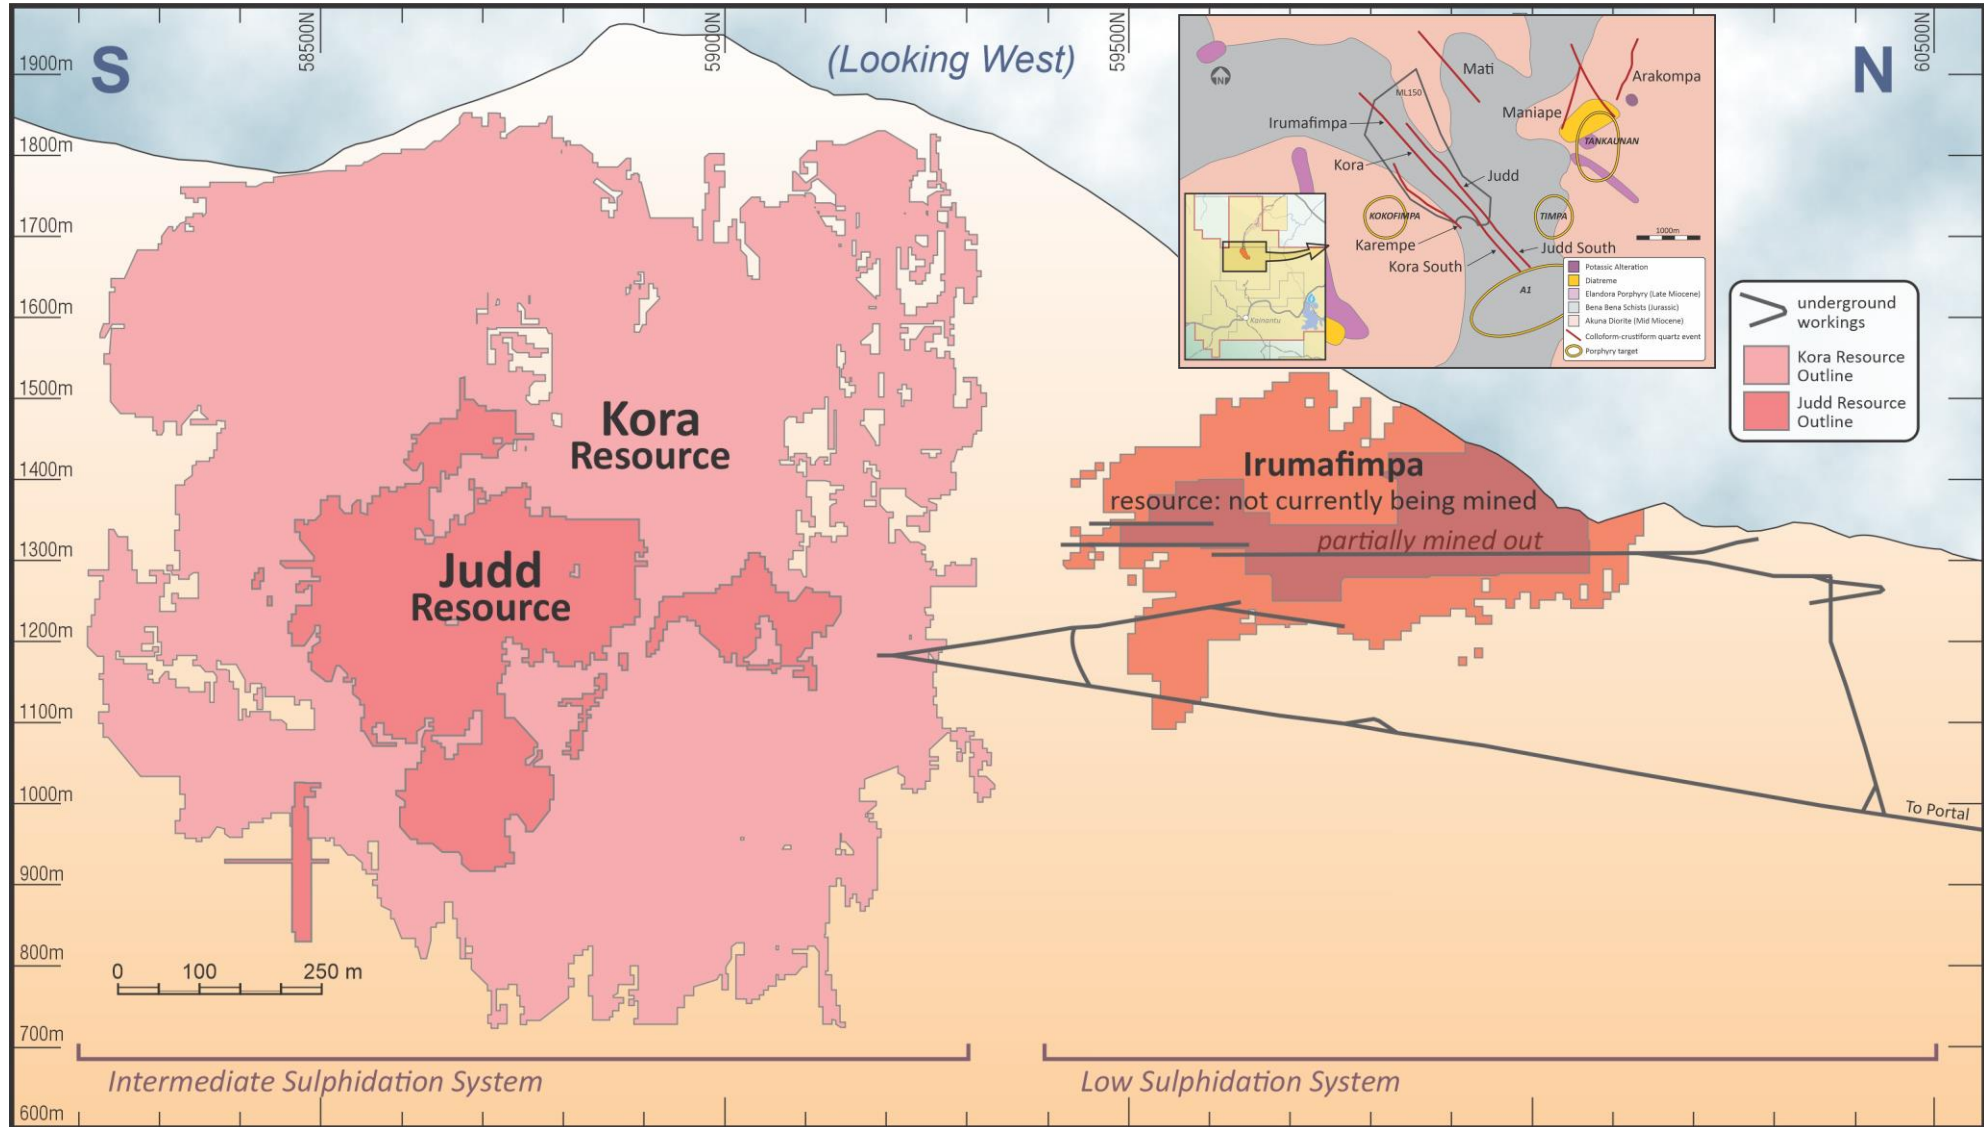 S
58500N
59000N
(Looking West)
59500N
N
60500N
1900m
1800m
1700m
1600m
1500m
1400m
1300m
1200m
1100m
1000m
900m
800m
700m
600m
Kora
Resource
Judd
Resource
Irumafimpa
resource: not currently being mined
partially mined out
To Portal
0 100 250 m
Intermediate Sulphidation System
Low Sulphidation System
Mati
Arakompa
ML150
Maniape
Irumafimpa
TANKAUNAN
Kora
Judd
KOKOFIMPA
TIMPA
Karempe
Judd South
Kora South
1000m
A1
N
Kainantu
Potassic Alteration
Diatreme
Elandora Porphyry (Late Miocene)
Bena Bena Schists (Jurassic)
Akuna Diorite (Mid Miocene)
Colloform-crustiform quartz event
Porphyry target
underground
workings
Kora Resource
Outline
Judd Resource
Outline